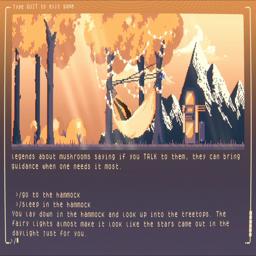 Type QUIT to exit game
legends about mushrooms saying if you TALK to them, they can bring
guidance when one needs it most.
>/go to the hammock
>/sleep in the hammock
You lay down in the hammock and look up into the treetops. The
fairy lights almost make it look like the stars came out in the
daylight just for you.
>/